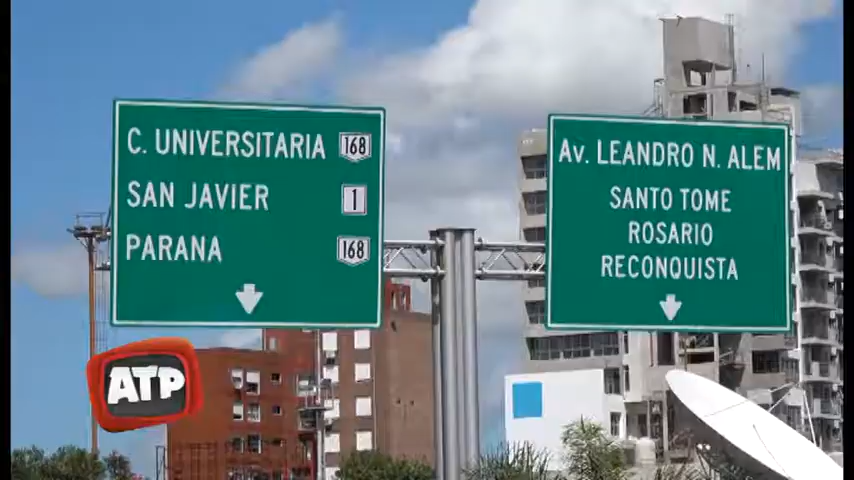 C. UNIVERSITARIA 168
SAN JAVIER 1
PARANA 168
Av. LEANDRO N. ALEM
SANTO TOME
ROSARIO
RECONQUISTA
ATP